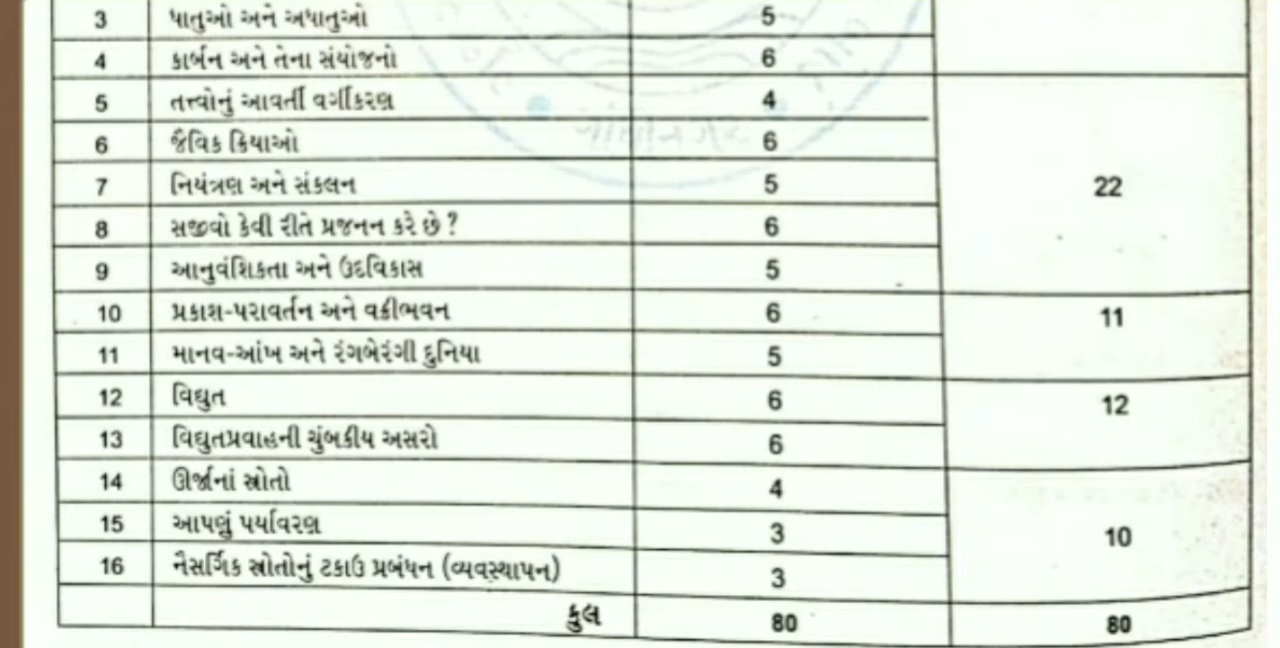 3 ધાતુઓ અને અધાતુઓ 5
4 કાર્બન અને તેના સંયોજનો 6
5 તત્ત્વોનું આવર્તી વર્ગીકરણ 4
6 જૈવિક ક્રિયાઓ 6
7 નિયંત્રણ અને સંકલન 5 22
8 સજીવો કેવી રીતે પ્રજનન કરે છે ? 6
9 આનુવંશિકતા અને ઉદવિકાસ 5
10 પ્રકાશ-પરાવર્તન અને વક્રીભવન 6 11
11 માનવ-આંખ અને રંગબેરંગી દુનિયા 5
12 વિદ્યુત 6 12
13 વિદ્યુતપ્રવાહની ચુંબકીય અસરો 6
14 ઊર્જાનાં સ્રોતો 4
15 આપણું પર્યાવરણ 3 10
16 નૈસર્ગિક સ્રોતોનું ટકાઉ પ્રબંધન (વ્યવસ્થાપન) 3
કુલ 80 80